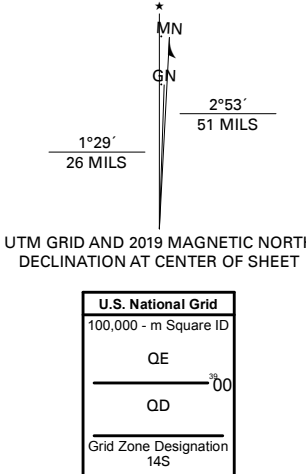 ★
MN
GN
2°53´
51 MILS
1°29´
26 MILS
UTM GRID AND 2019 MAGNETIC NORTH
DECLINATION AT CENTER OF SHEET
U.S. National Grid
100,000 - m Square ID
QE
3900
QD
Grid Zone Designation
14S